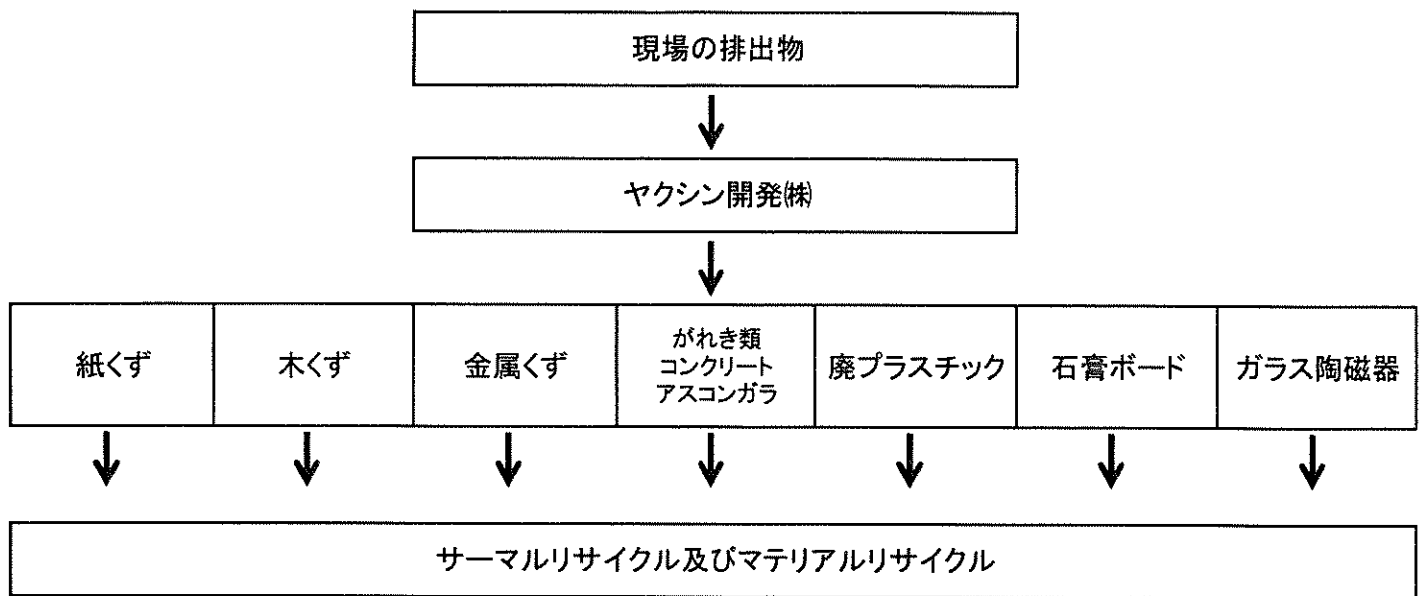 現場の排出物
ヤクシン開発㈱
紙くず
木くず
金属くず
がれき類
コンクリート
アスコンガラ
廃プラスチック
石膏ボード
ガラス陶磁器
サーマルリサイクル及びマテリアルリサイクル